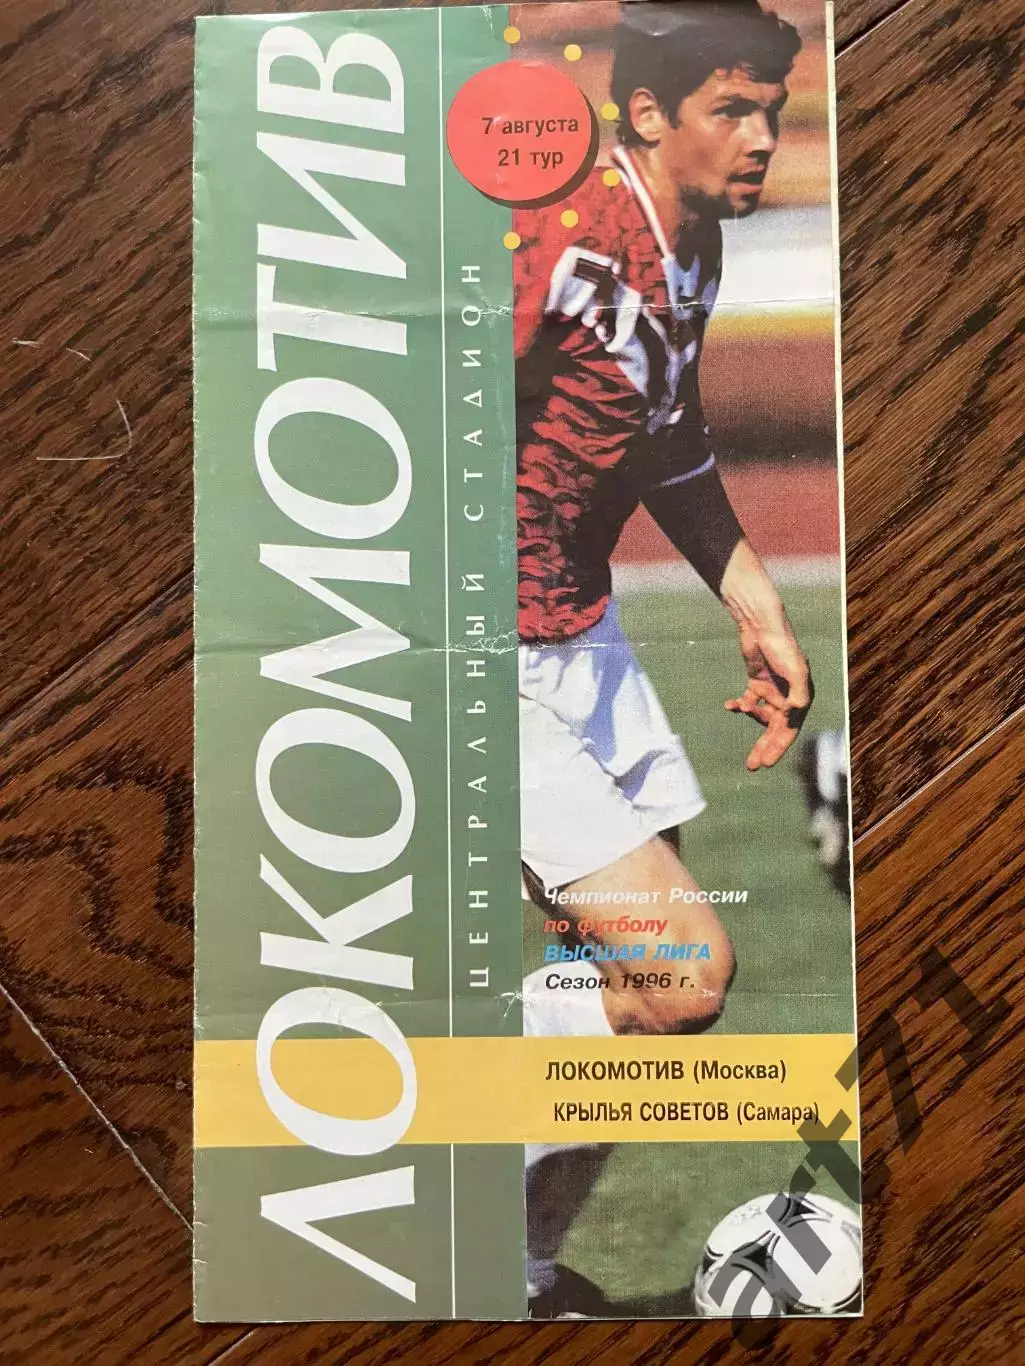 ЛОКОМОТИВ
ЦЕНТРАЛЬНЫЙ СТАДИОН
7 августа
21 тур
Чемпионат России
по футболу
ВЫСШАЯ ЛИГА
Сезон 1996 г.
ЛОКОМОТИВ (Москва)
КРЫЛЬЯ СОВЕТОВ (Самара)
art71